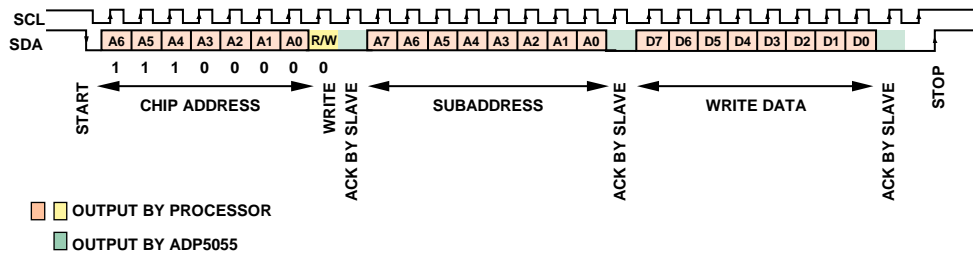 SCL
SDA
A6 A5 A4 A3 A2 A1 A0 R/W A7 A6 A5 A4 A3 A2 A1 A0 D7 D6 D5 D4 D3 D2 D1 D0
1 1 1 0 0 0 0 0
START
CHIP ADDRESS
WRITE
ACK BY SLAVE
SUBADDRESS
ACK BY SLAVE
WRITE DATA
ACK BY SLAVE
STOP
OUTPUT BY PROCESSOR
OUTPUT BY ADP5055